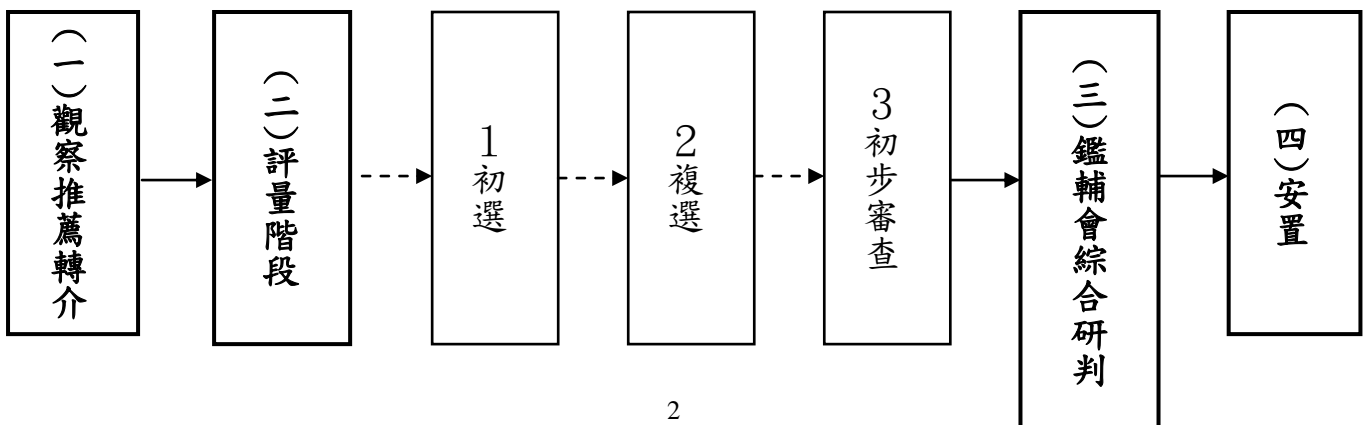 （一）觀察推薦轉介
（二）評量階段
1初選
2複選
3初步審查
（三）鑑輔會綜合研判
（四）安置
2